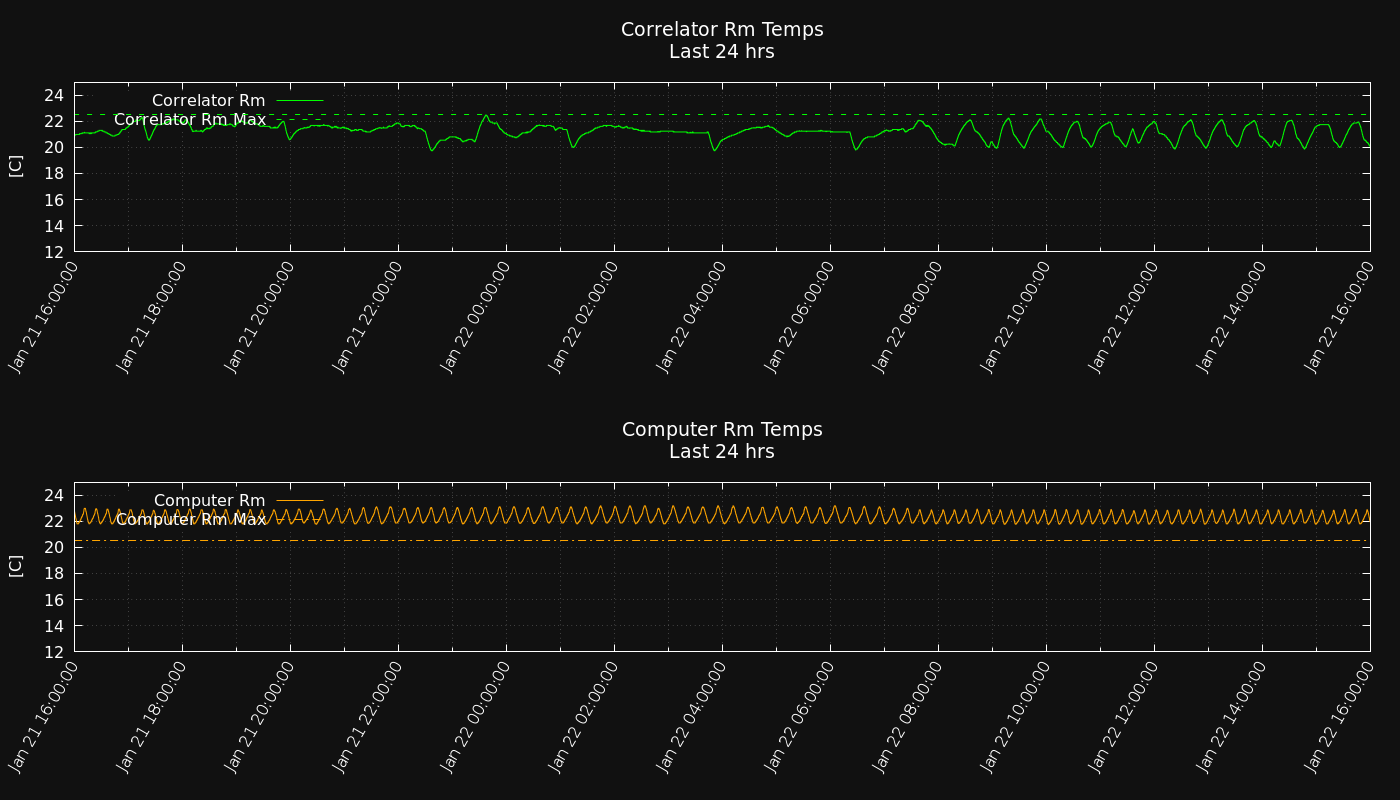 Correlator Rm Temps
Last 24 hrs
Correlator Rm
Correlator Rm Max
24
22
20
18
16
14
12
[C]
Jan 21 16:00:00
Jan 21 18:00:00
Jan 21 20:00:00
Jan 21 22:00:00
Jan 22 00:00:00
Jan 22 02:00:00
Jan 22 04:00:00
Jan 22 06:00:00
Jan 22 08:00:00
Jan 22 10:00:00
Jan 22 12:00:00
Jan 22 14:00:00
Jan 22 16:00:00
Computer Rm Temps
Last 24 hrs
Computer Rm
Computer Rm Max
24
22
20
18
16
14
12
[C]
Jan 21 16:00:00
Jan 21 18:00:00
Jan 21 20:00:00
Jan 21 22:00:00
Jan 22 00:00:00
Jan 22 02:00:00
Jan 22 04:00:00
Jan 22 06:00:00
Jan 22 08:00:00
Jan 22 10:00:00
Jan 22 12:00:00
Jan 22 14:00:00
Jan 22 16:00:00